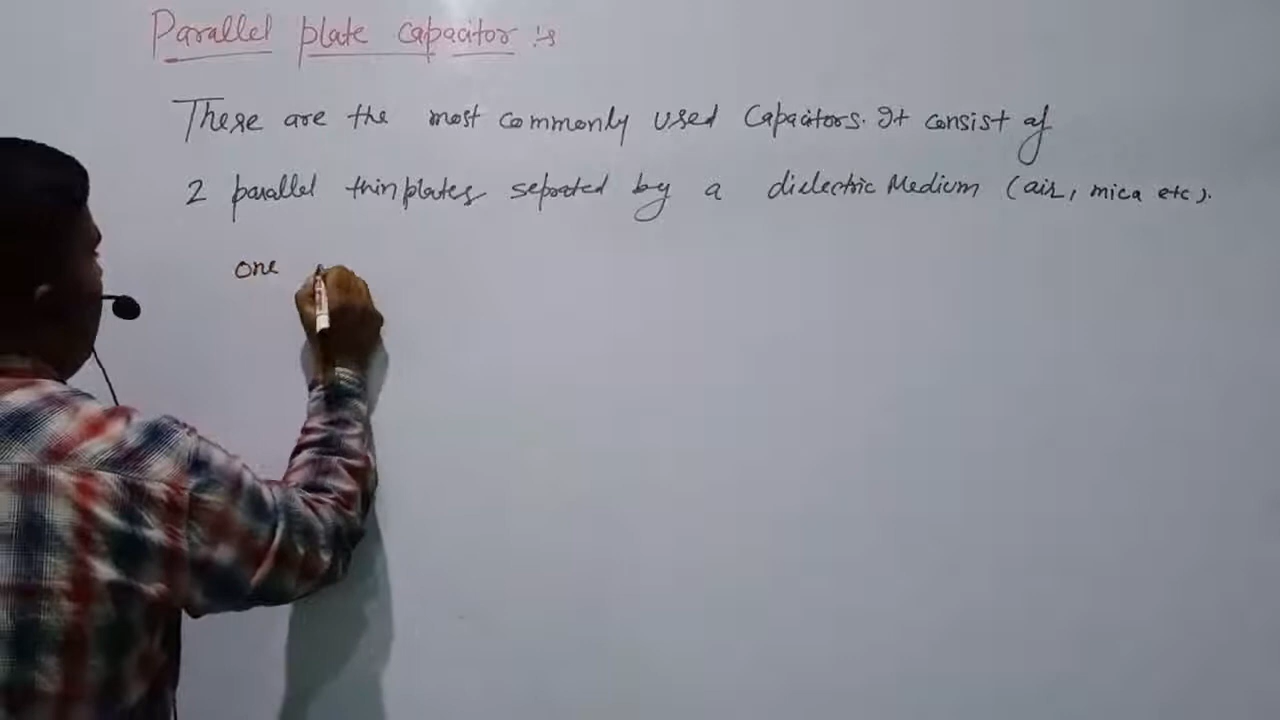 Parallel plate capacitor :-
These are the most commonly used Capacitors. It consist of
2 parallel thin plates seprated by a dielectric Medium (air, mica etc).
one